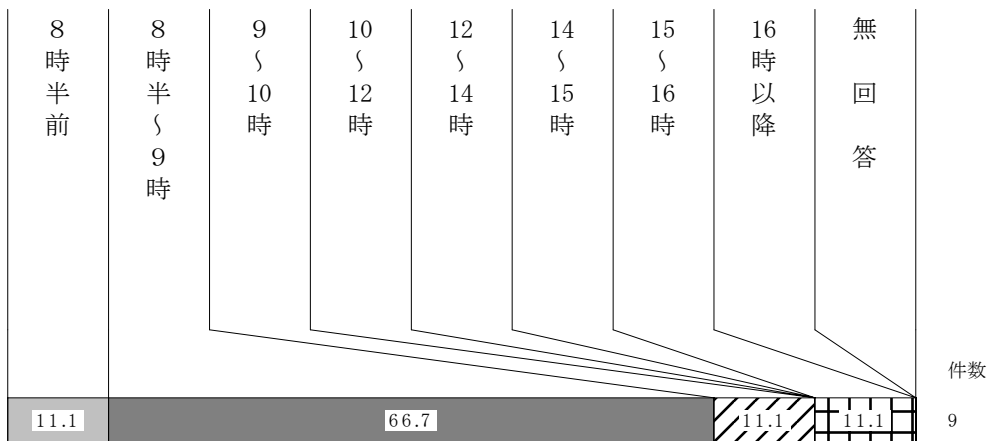 8時半前
8時半～9時
9～10時
10～12時
12～14時
14～15時
15～16時
16時以降
無回答
件数
11.1
66.7
11.1
11.1
9